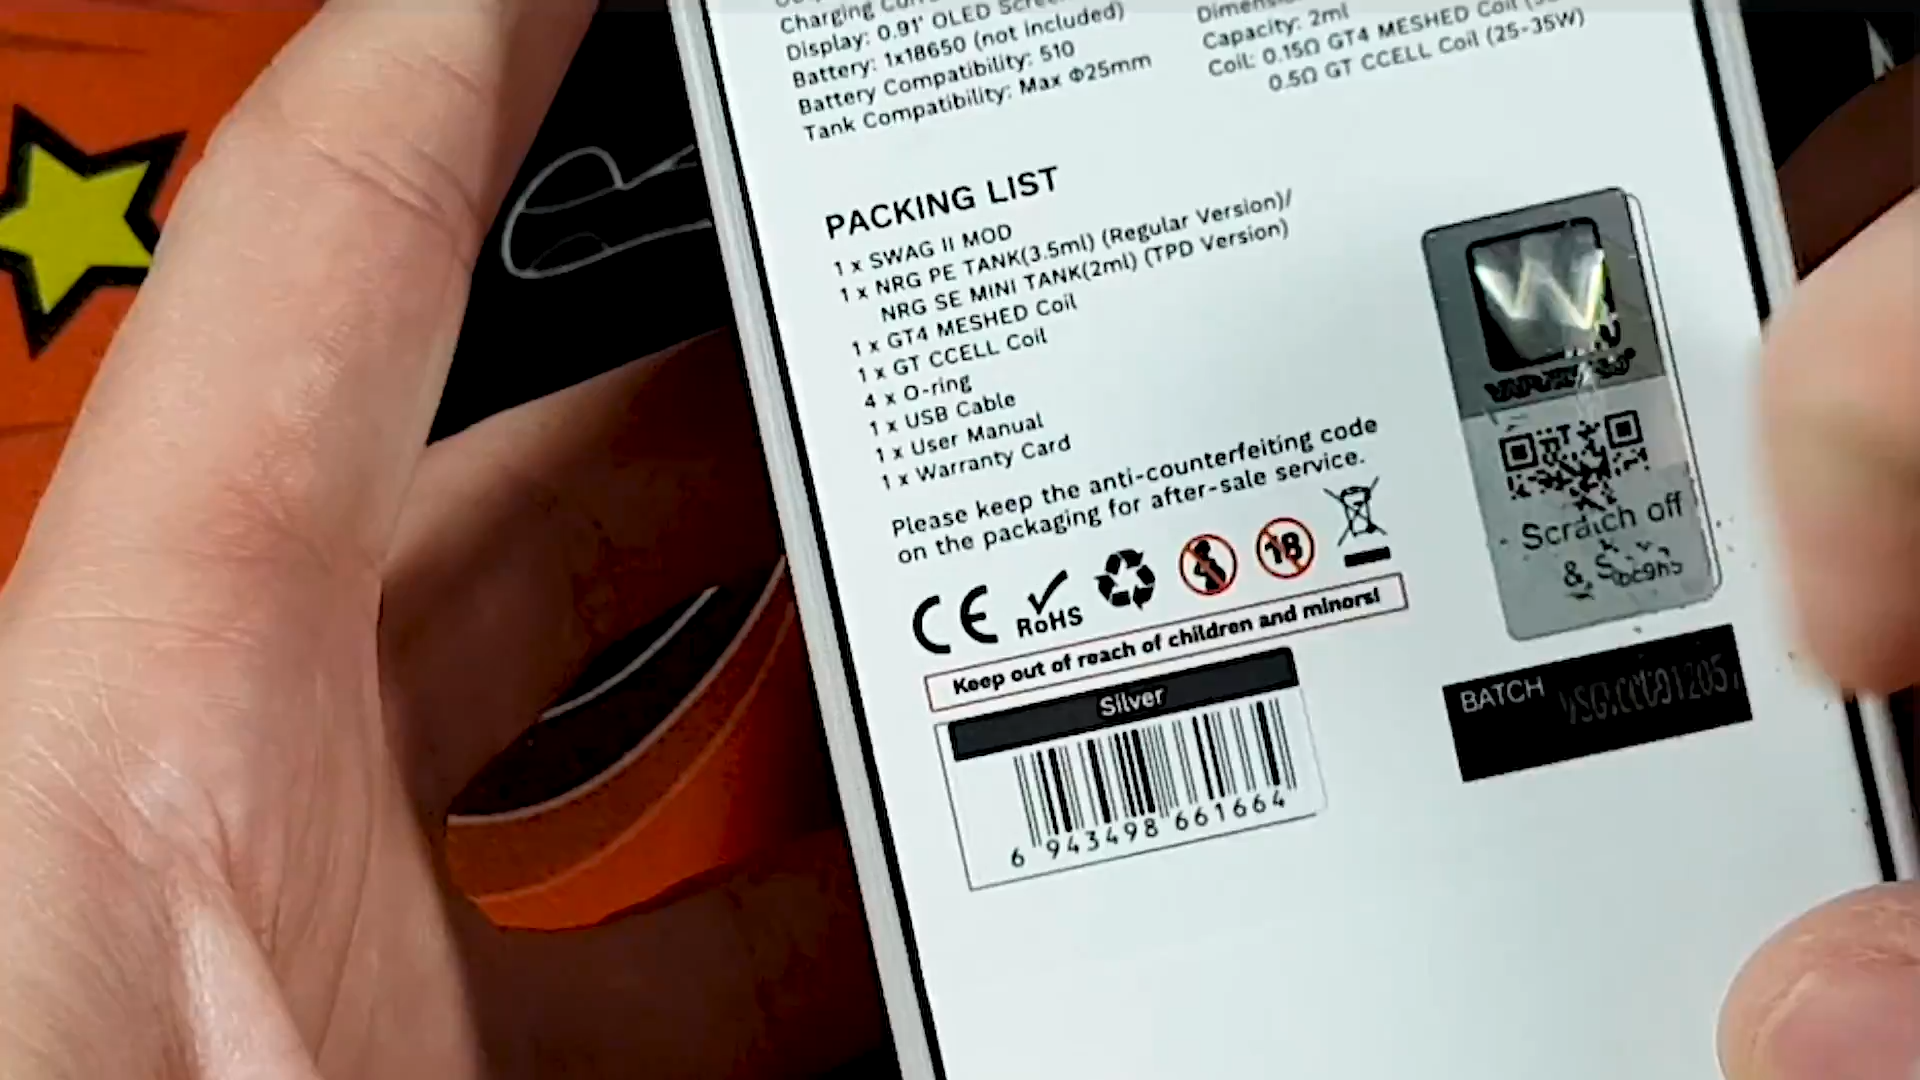 Charging
Display: 0.91' OLED
Battery: 1x18650 (not included)
Battery Compatibility: 510
Tank Compatibility: Max Φ25mm
Capacity: 2ml
Coil: 0.15Ω GT4 MESHED Coil
0.5Ω GT CCELL Coil (25-35W)
PACKING LIST
1 x SWAG II MOD
1 x NRG PE TANK(3.5ml) (Regular Version)/
NRG SE MINI TANK(2ml) (TPD Version)
1 x GT4 MESHED Coil
1 x GT CCELL Coil
4 x O-ring
1 x USB Cable
1 x User Manual
1 x Warranty Card
Please keep the anti-counterfeiting code
on the packaging for after-sale service.
CE
RoHS
18
Keep out of reach of children and minors!
Silver
6 943498 661664
Scratch off
&
BATCH